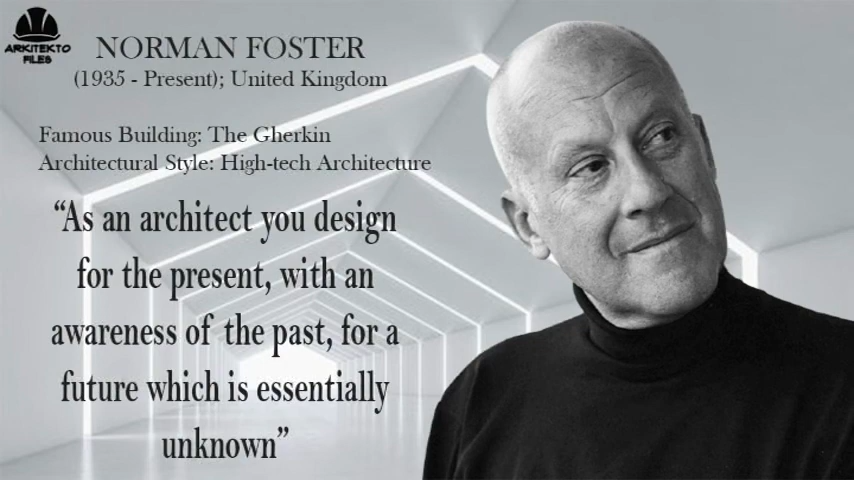 ARKITEKTO
FILES
NORMAN FOSTER
(1935 - Present); United Kingdom
Famous Building: The Gherkin
Architectural Style: High-tech Architecture
“As an architect you design
for the present, with an
awareness of the past, for a
future which is essentially
unknown”